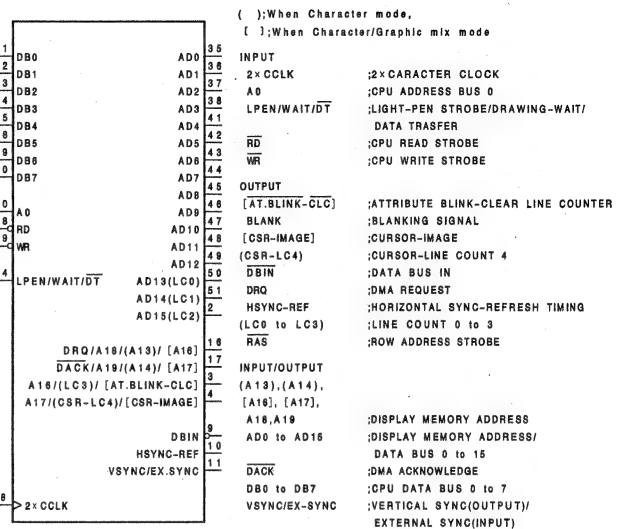 ( );When Character mode,
[ ];When Character/Graphic mix mode
1 DB0 AD0 35
2 DB1 AD1 36
3 DB2 AD2 37
4 DB3 AD3 38
5 DB4 AD4 41
8 DB5 AD5 42
9 DB6 AD6 43
0 DB7 AD7 44
AD8 45
0 A0 AD9 46
8 RD AD10 47
9 WR AD11 48
AD12 49
4 LPEN/WAIT/DT AD13(LC0) 50
AD14(LC1) 51
AD15(LC2) 2
DRQ/A18/(A13)/ [A16] 16
DACK/A19/(A14)/ [A17] 17
A16/(LC3)/ [AT.BLINK-CLC] 3
A17/(CSR-LC4)/[CSR-IMAGE] 4
DBIN 9
HSYNC-REF 10
VSYNC/EX.SYNC 11
8 2×CCLK
INPUT
2×CCLK ;2×CARACTER CLOCK
A0 ;CPU ADDRESS BUS 0
LPEN/WAIT/DT ;LIGHT-PEN STROBE/DRAWING-WAIT/
DATA TRASFER
RD ;CPU READ STROBE
WR ;CPU WRITE STROBE
OUTPUT
[AT.BLINK-CLC] ;ATTRIBUTE BLINK-CLEAR LINE COUNTER
BLANK ;BLANKING SIGNAL
[CSR-IMAGE] ;CURSOR-IMAGE
(CSR-LC4) ;CURSOR-LINE COUNT 4
DBIN ;DATA BUS IN
DRQ ;DMA REQUEST
HSYNC-REF ;HORIZONTAL SYNC-REFRESH TIMING
(LC0 to LC3) ;LINE COUNT 0 to 3
RAS ;ROW ADDRESS STROBE
INPUT/OUTPUT
(A13),(A14),
[A16], [A17],
A18,A19 ;DISPLAY MEMORY ADDRESS
AD0 to AD15 ;DISPLAY MEMORY ADDRESS/
DATA BUS 0 to 15
DACK ;DMA ACKNOWLEDGE
DB0 to DB7 ;CPU DATA BUS 0 to 7
VSYNC/EX-SYNC ;VERTICAL SYNC(OUTPUT)/
EXTERNAL SYNC(INPUT)